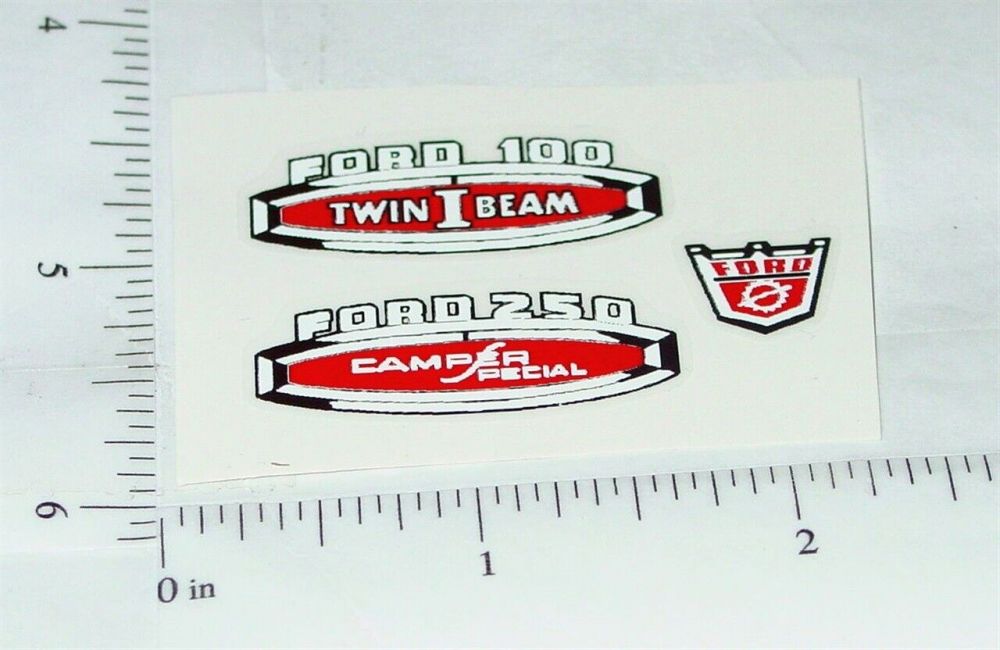 4
5
6
FORD 100
TWIN I BEAM
FORD
FORD 250
CAMPER
SPECIAL
0 in
1
2